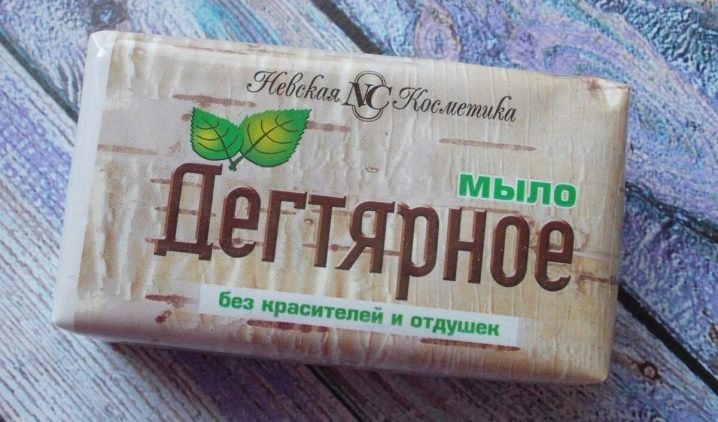 Невская NC Косметика
мыло
Дегтярное
без красителей и отдушек